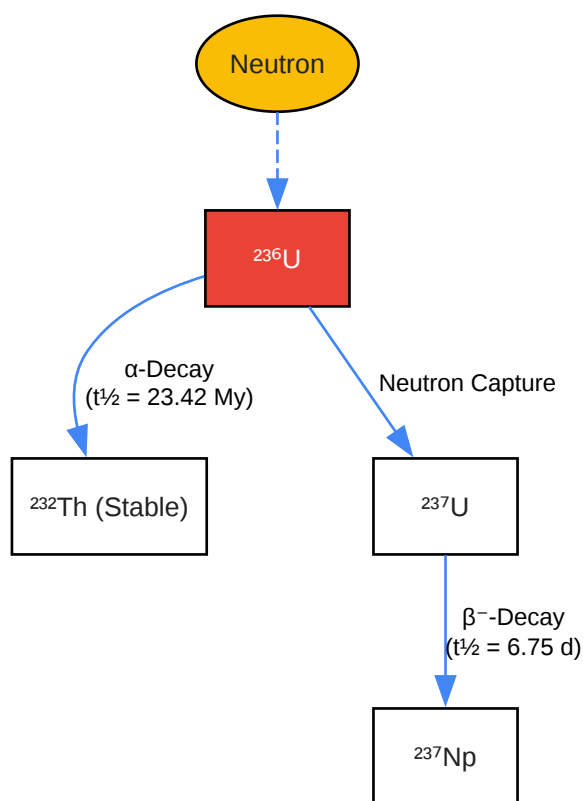 Neutron
²³⁶U
α-Decay
(t½ = 23.42 My)
Neutron Capture
²³²Th (Stable)
²³⁷U
β⁻-Decay
(t½ = 6.75 d)
²³⁷Np